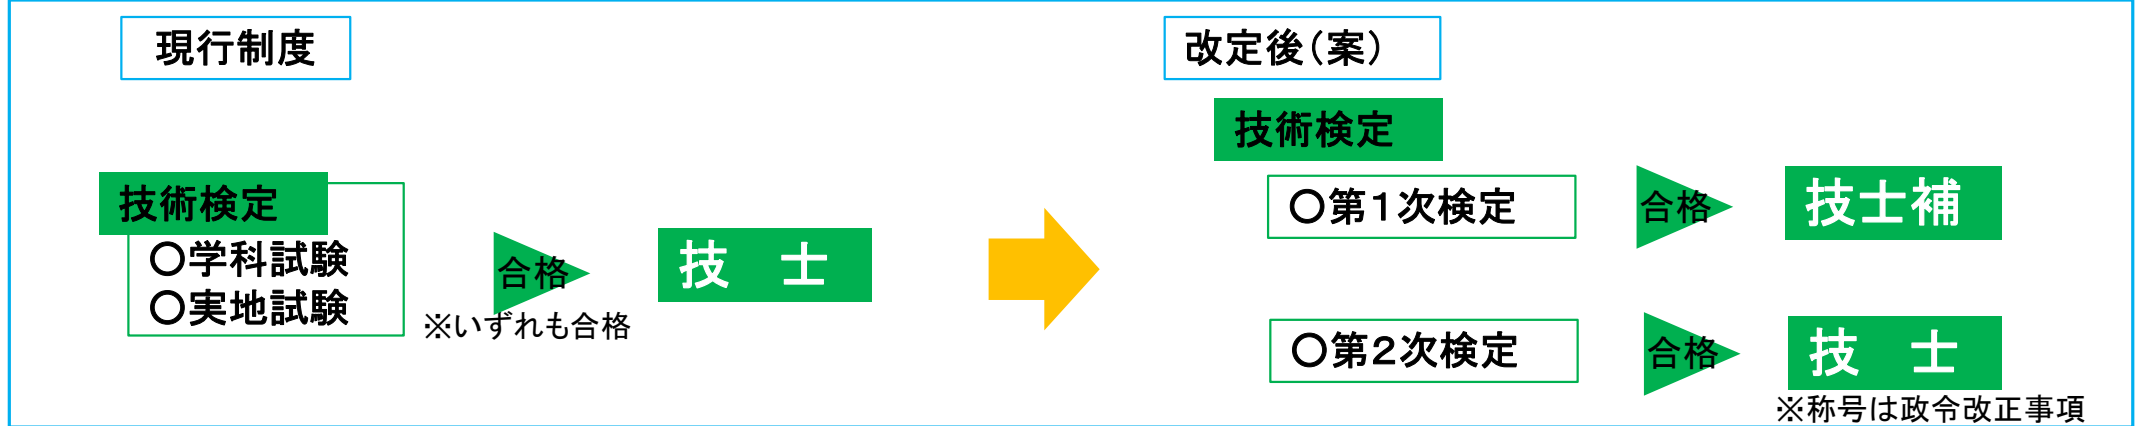 現行制度
技術検定
○学科試験
○実地試験
合格
※いずれも合格
技　士
改定後（案）
技術検定
○第１次検定
合格
技士補
○第２次検定
合格
技　士
※称号は政令改正事項